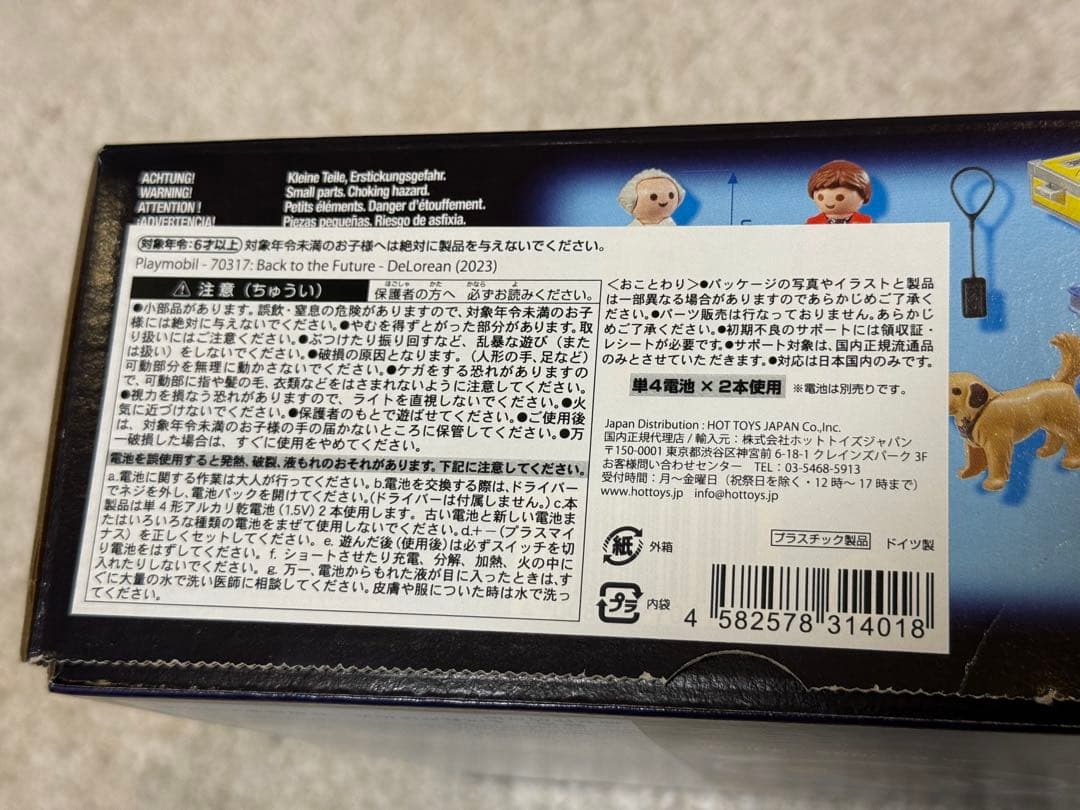 ACHTUNG!
WARNING!
ATTENTION !
¡ADVERTENCIA!
Kleine Teile, Erstickungsgefahr.
Small parts. Choking hazard.
Petits éléments. Danger d'étouffement.
Piezas pequeñas. Riesgo de asfixia.
対象年令:6才以上 対象年令未満のお子様へは絶対に製品を与えないでください。
Playmobil - 70317: Back to the Future - DeLorean (2023)
⚠ 注意(ちゅうい)
ほごしゃ かた かなら よ
保護者の方へ 必ずお読みください。
●小部品があります。誤飲・窒息の危険がありますので、対象年令未満のお子
様には絶対に与えないでください。●やむを得ずとがった部分があります。取
り扱いにはご注意ください。●ぶつけたり振り回すなど、乱暴な遊び(また
は扱い)をしないでください。●破損の原因となります。(人形の手、足など)
可動部分を無理に動かさないでください。●ケガをする恐れがありますの
で、可動部に指や髪の毛、衣類などをはさまれないように注意してください。
●視力を損なう恐れがありますので、ライトを直視しないでください。●火
気に近づけないでください。●保護者のもとで遊ばせてください。●ご使用後
は、対象年令未満のお子様の手の届かないところに保管してください。●万
一破損した場合は、すぐに使用をやめてください。
電池を誤使用すると発熱、破裂、液もれのおそれがあります。下記に注意してください。
a.電池に関する作業は大人が行ってください。b.電池を交換する際は、ドライバー
でネジを外し、電池パックを開けてください。(ドライバーは付属しません。)c.本
製品は単4形アルカリ乾電池(1.5V)2本使用します。古い電池と新しい電池ま
たはいろいろな種類の電池をまぜて使用しないでください。d.+−(プラスマイ
ナス)を正しくセットしてください。e. 遊んだ後(使用後)は必ずスイッチを切
り電池をはずしてください。f. ショートさせたり充電、分解、加熱、火の中に
入れたりしないでください。g. 万一、電池からもれた液が目に入ったときは、す
ぐに大量の水で洗い医師に相談してください。皮膚や服についた時は水で洗っ
てください。
<おことわり>●パッケージの写真やイラストと製品
は一部異なる場合がありますのであらかじめご了承く
ださい。●パーツ販売は行なっておりません。あらかじ
めご了承ください。●初期不良のサポートには領収証・
レシートが必要です。●サポート対象は、国内正規流通品
のみとさせていただきます。●対応は日本国内のみです。
単4電池 × 2本使用 ※電池は別売りです。
Japan Distribution : HOT TOYS JAPAN Co.,Inc.
国内正規代理店 / 輸入元 : 株式会社ホットトイズジャパン
〒150-0001 東京都渋谷区神宮前 6-18-1 クレインズパーク 3F
お客様問い合わせセンター TEL : 03-5468-5913
受付時間 : 月〜金曜日(祝祭日を除く・12 時〜 17 時まで)
www.hottoys.jp info@hottoys.jp
紙 外箱
プラスチック製品 ドイツ製
プラ 内袋
4 582578 314018